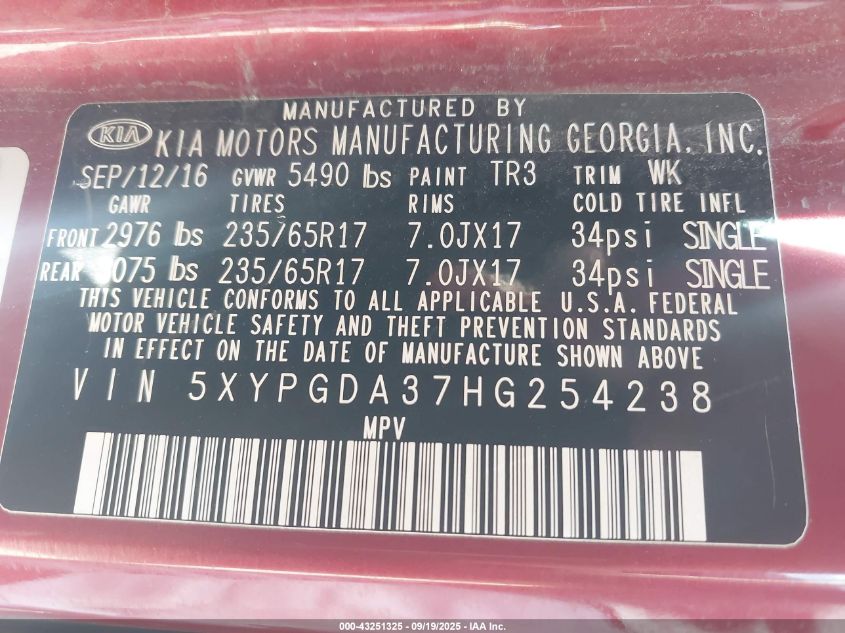 MANUFACTURED BY
KIA KIA MOTORS MANUFACTURING GEORGIA, INC.
SEP/12/16 GVWR 5490 lbs PAINT TR3 TRIM WK
GAWR TIRES RIMS COLD TIRE INFL
FRONT 2976 lbs 235/65R17 7.0JX17 34psi SINGLE
REAR 075 lbs 235/65R17 7.0JX17 34psi SINGLE
THIS VEHICLE CONFORMS TO ALL APPLICABLE U.S.A. FEDERAL
MOTOR VEHICLE SAFETY AND THEFT PREVENTION STANDARDS
IN EFFECT ON THE DATE OF MANUFACTURE SHOWN ABOVE
VIN 5XYPGDA37HG254238
MPV
000-43251325 - 09/19/2025 - IAA Inc.